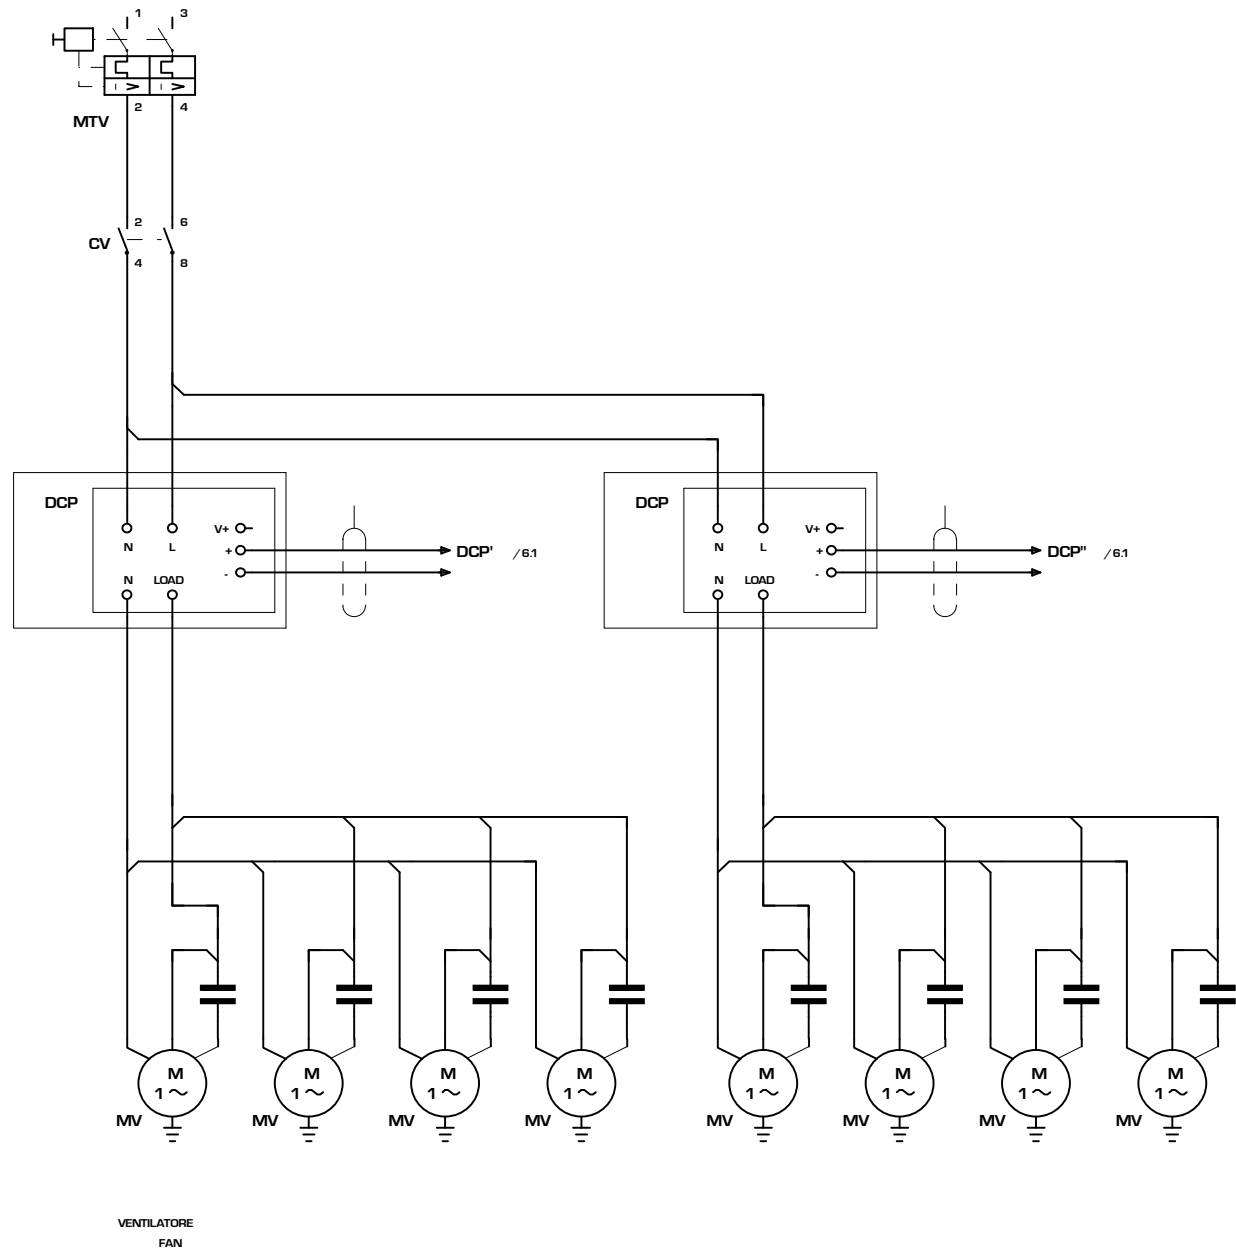 1 3
2 4
MTV
2 6
CV
4 8
DCP DCP
V+ V+
N L N L
+ DCP' /6.1 + DCP" /6.1
- -
N LOAD N LOAD
M M M M M M M M
1~ 1~ 1~ 1~ 1~ 1~ 1~ 1~
MV MV MV MV MV MV MV MV
VENTILATORE
FAN